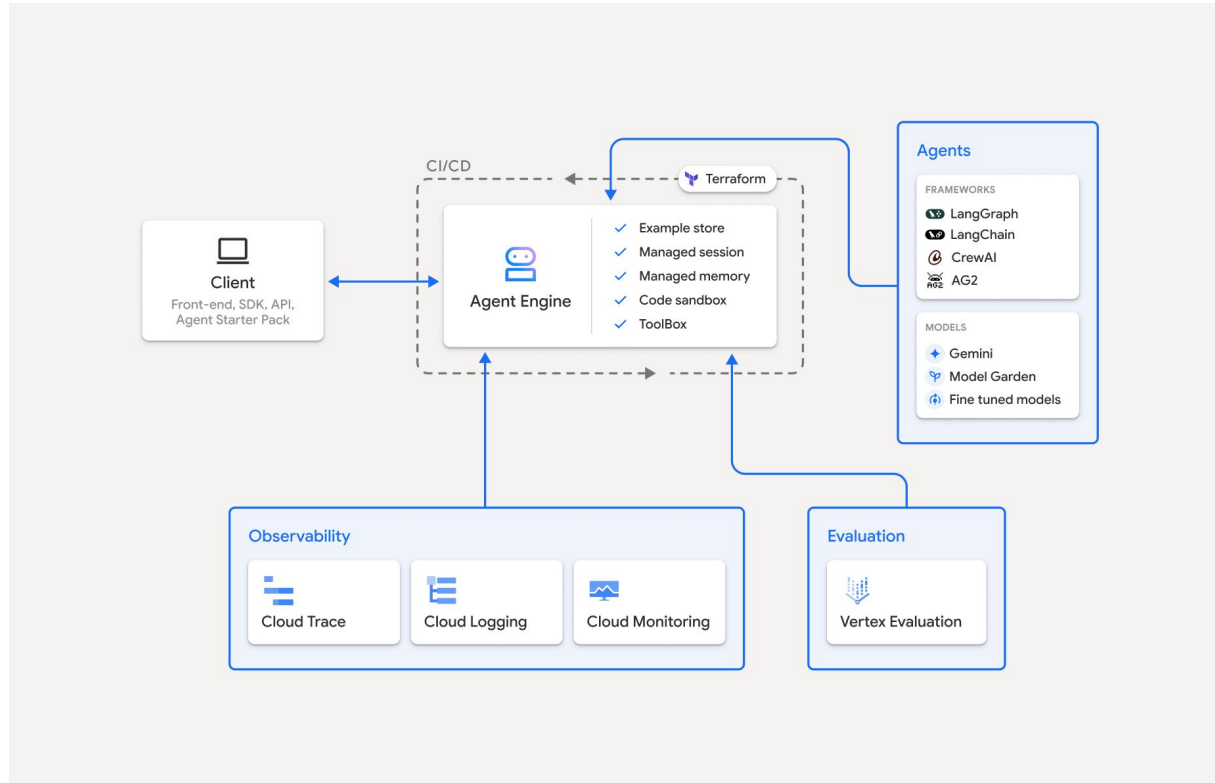 CI/CD
Terraform
Client
Front-end, SDK, API,
Agent Starter Pack
Agent Engine
Example store
Managed session
Managed memory
Code sandbox
ToolBox
Agents
FRAMEWORKS
LangGraph
LangChain
CrewAI
AG2
AG2
MODELS
Gemini
Model Garden
Fine tuned models
Observability
Cloud Trace
Cloud Logging
Cloud Monitoring
Evaluation
Vertex Evaluation